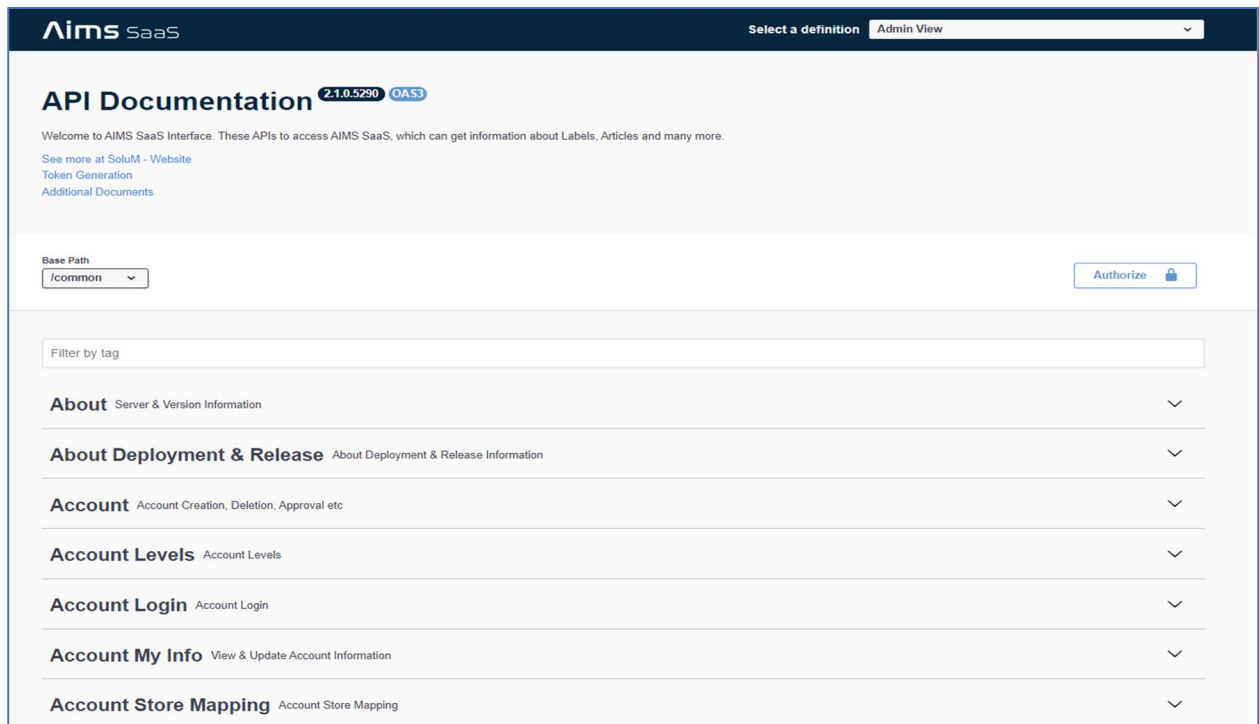 Aims SaaS
Select a definition Admin View
API Documentation 2.1.0.5290 OAS3
Welcome to AIMS SaaS Interface. These APIs to access AIMS SaaS, which can get information about Labels, Articles and many more.
See more at SoluM - Website
Token Generation
Additional Documents
Base Path
/common
Authorize
Filter by tag
About Server & Version Information
About Deployment & Release About Deployment & Release Information
Account Account Creation, Deletion, Approval etc
Account Levels Account Levels
Account Login Account Login
Account My Info View & Update Account Information
Account Store Mapping Account Store Mapping